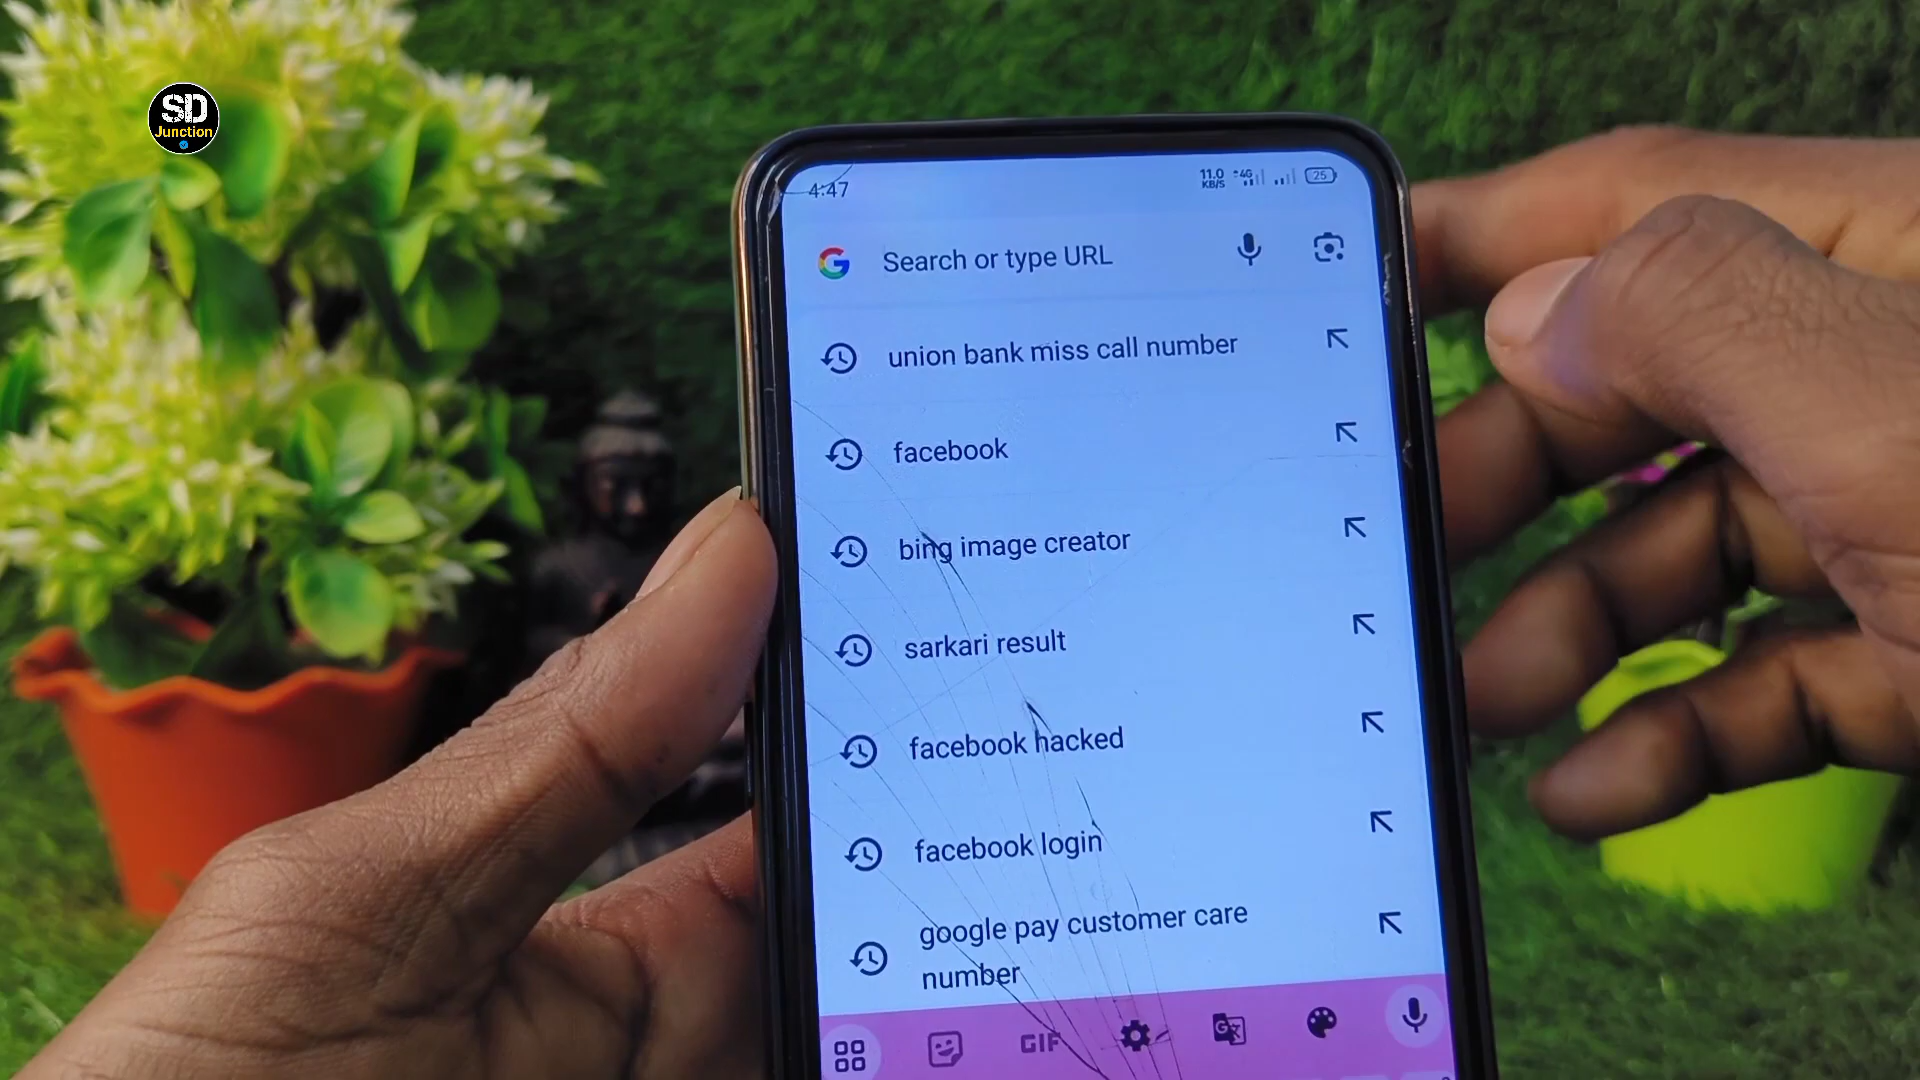 SD
Junction
4:47
11.0
KB/S
4G
25
Search or type URL
union bank miss call number
facebook
bing image creator
sarkari result
facebook hacked
facebook login
google pay customer care
number
GIF